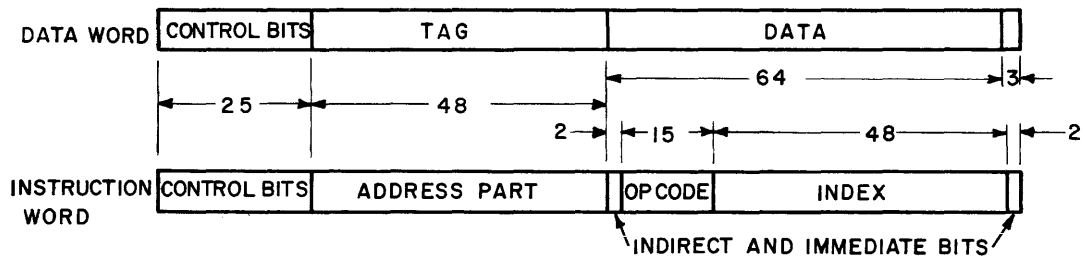 DATA WORD CONTROL BITS TAG DATA
64 3
25 48
2 15 48 2
INSTRUCTION WORD CONTROL BITS ADDRESS PART OP CODE INDEX
INDIRECT AND IMMEDIATE BITS